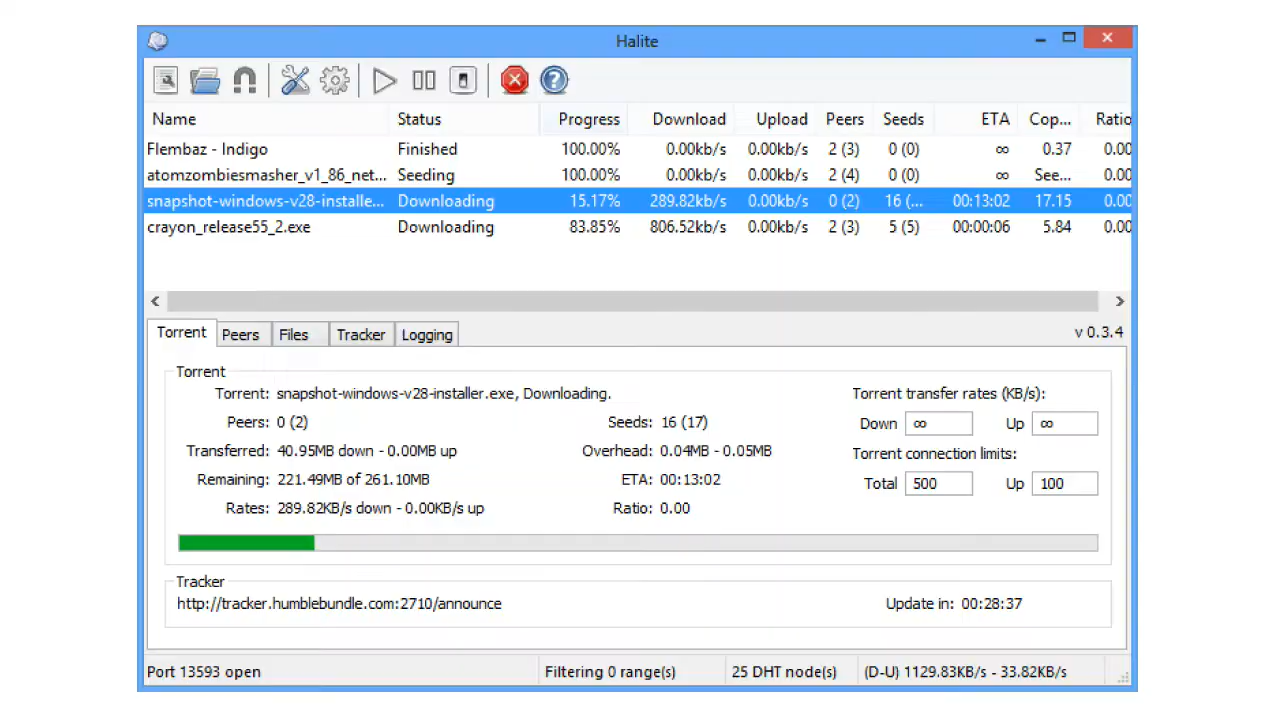 Halite
Name Status Progress Download Upload Peers Seeds ETA Cop... Ratio
Flembaz - Indigo Finished 100.00% 0.00kb/s 0.00kb/s 2 (3) 0 (0) ∞ 0.37 0.00
atomzombiesmasher_v1_86_net... Seeding 100.00% 0.00kb/s 0.00kb/s 2 (4) 0 (0) ∞ See... 0.00
snapshot-windows-v28-installe... Downloading 15.17% 289.82kb/s 0.00kb/s 0 (2) 16 (... 00:13:02 17.15 0.00
crayon_release55_2.exe Downloading 83.85% 806.52kb/s 0.00kb/s 2 (3) 5 (5) 00:00:06 5.84 0.00
Torrent Peers Files Tracker Logging v 0.3.4
Torrent
Torrent: snapshot-windows-v28-installer.exe, Downloading. Torrent transfer rates (KB/s):
Peers: 0 (2) Seeds: 16 (17) Down ∞ Up ∞
Transferred: 40.95MB down - 0.00MB up Overhead: 0.04MB - 0.05MB Torrent connection limits:
Remaining: 221.49MB of 261.10MB ETA: 00:13:02 Total 500 Up 100
Rates: 289.82KB/s down - 0.00KB/s up Ratio: 0.00
Tracker
http://tracker.humblebundle.com:2710/announce Update in: 00:28:37
Port 13593 open Filtering 0 range(s) 25 DHT node(s) (D-U) 1129.83KB/s - 33.82KB/s